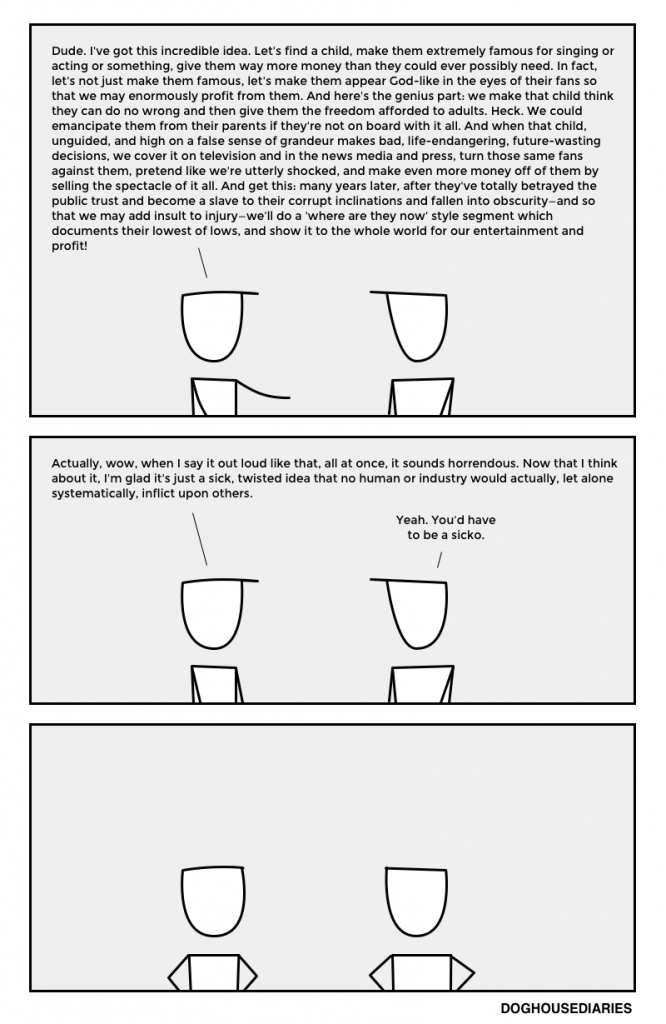 Dude. I've got this incredible idea. Let's find a child, make them extremely famous for singing or
acting or something, give them way more money than they could ever possibly need. In fact,
let's not just make them famous, let's make them appear God-like in the eyes of their fans so
that we may enormously profit from them. And here's the genius part: we make that child think
they can do no wrong and then give them the freedom afforded to adults. Heck. We could
emancipate them from their parents if they're not on board with it all. And when that child,
unguided, and high on a false sense of grandeur makes bad, life-endangering, future-wasting
decisions, we cover it on television and in the news media and press, turn those same fans
against them, pretend like we're utterly shocked, and make even more money off of them by
selling the spectacle of it all. And get this: many years later, after they've totally betrayed the
public trust and become a slave to their corrupt inclinations and fallen into obscurity—and so
that we may add insult to injury—we'll do a 'where are they now' style segment which
documents their lowest of lows, and show it to the whole world for our entertainment and
profit!
Actually, wow, when I say it out loud like that, all at once, it sounds horrendous. Now that I think
about it, I'm glad it's just a sick, twisted idea that no human or industry would actually, let alone
systematically, inflict upon others.
Yeah. You'd have
to be a sicko.
DOGHOUSEDIARIES